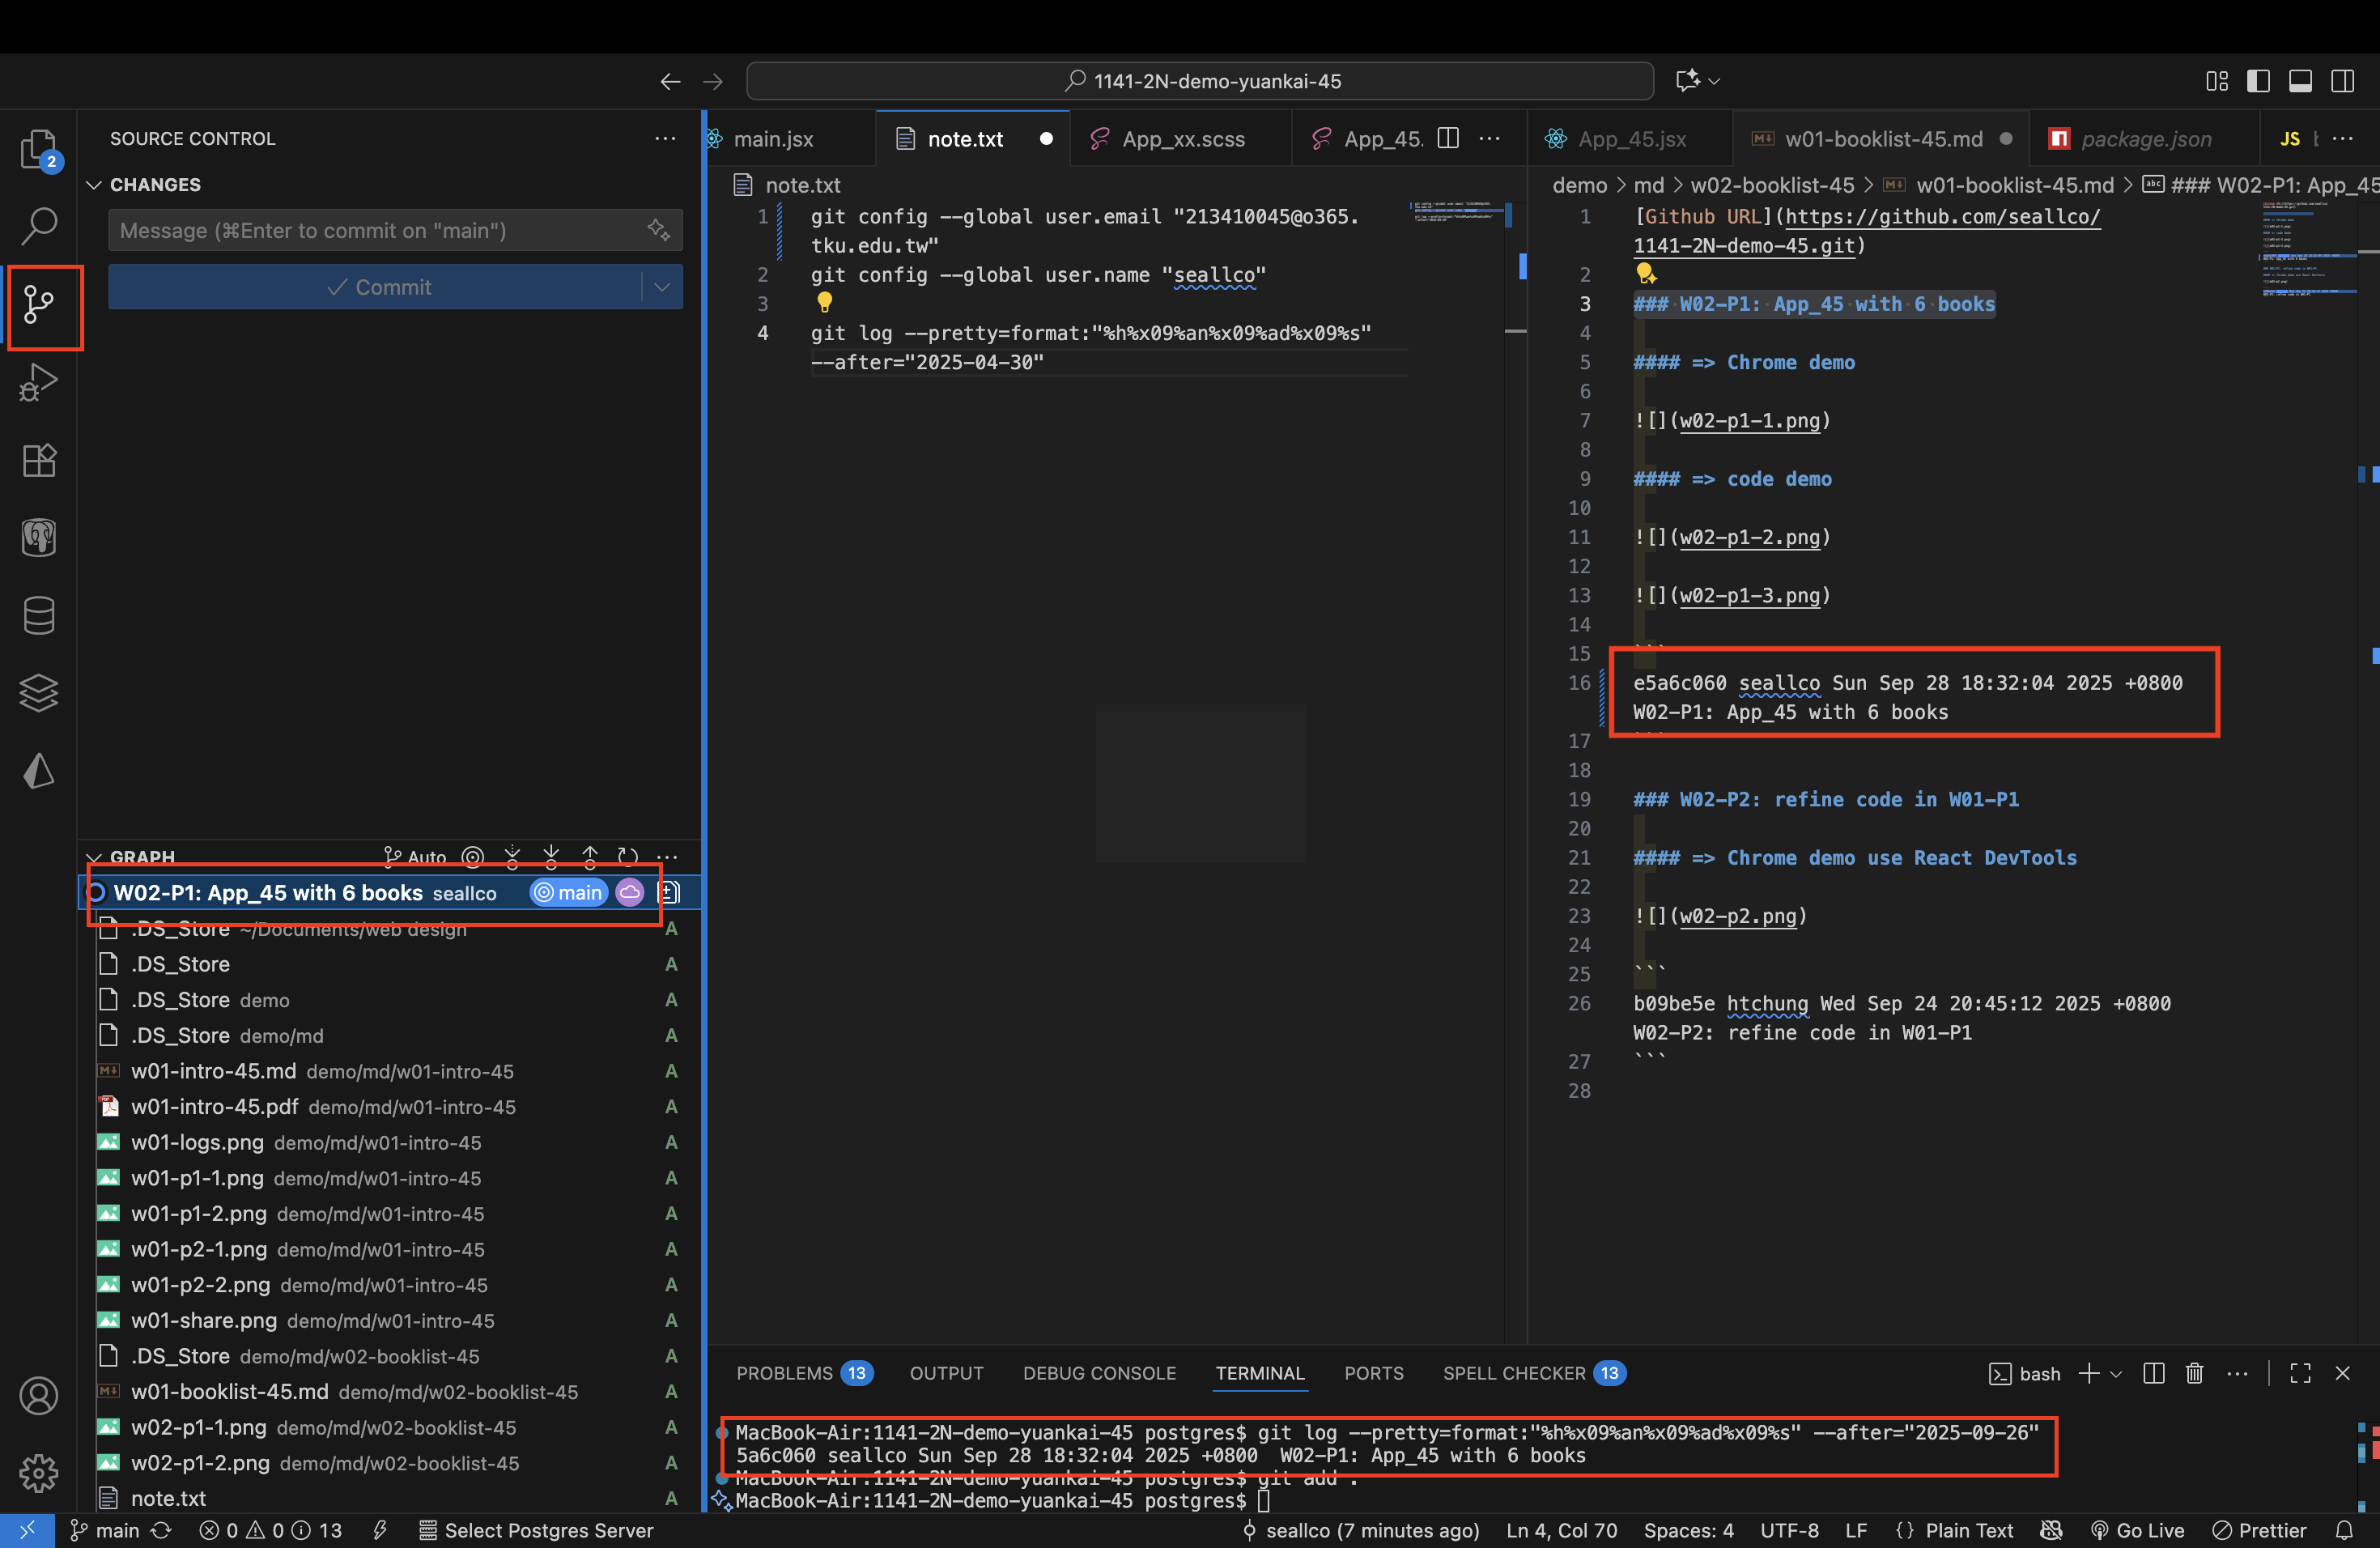 1141-2N-demo-yuankai-45
2
SOURCE CONTROL
CHANGES
Message (⌘Enter to commit on "main")
Commit
GRAPH
Auto
W02-P1: App_45 with 6 books seallco main
.DS_Store ~/Documents/web design A
.DS_Store A
.DS_Store demo A
.DS_Store demo/md A
w01-intro-45.md demo/md/w01-intro-45 A
w01-intro-45.pdf demo/md/w01-intro-45 A
w01-logs.png demo/md/w01-intro-45 A
w01-p1-1.png demo/md/w01-intro-45 A
w01-p1-2.png demo/md/w01-intro-45 A
w01-p2-1.png demo/md/w01-intro-45 A
w01-p2-2.png demo/md/w01-intro-45 A
w01-share.png demo/md/w01-intro-45 A
.DS_Store demo/md/w02-booklist-45 A
w01-booklist-45.md demo/md/w02-booklist-45 A
w02-p1-1.png demo/md/w02-booklist-45 A
w02-p1-2.png demo/md/w02-booklist-45 A
note.txt A
main.jsx note.txt App_xx.scss App_45.
note.txt
1 git config --global user.email "213410045@o365.
tku.edu.tw"
2 git config --global user.name "seallco"
3
4 git log --pretty=format:"%h%x09%an%x09%ad%x09%s"
--after="2025-04-30"
App_45.jsx w01-booklist-45.md package.json JS
demo > md > w02-booklist-45 > w01-booklist-45.md > ### W02-P1: App_45
1 [Github URL](https://github.com/seallco/
1141-2N-demo-45.git)
2
3 ### W02-P1: App_45 with 6 books
4
5 #### => Chrome demo
6
7 ![](w02-p1-1.png)
8
9 #### => code demo
10
11 ![](w02-p1-2.png)
12
13 ![](w02-p1-3.png)
14
15 ```
16 e5a6c060 seallco Sun Sep 28 18:32:04 2025 +0800
W02-P1: App_45 with 6 books
17 ```
18
19 ### W02-P2: refine code in W01-P1
20
21 #### => Chrome demo use React DevTools
22
23 ![](w02-p2.png)
24
25 ```
26 b09be5e htchung Wed Sep 24 20:45:12 2025 +0800
W02-P2: refine code in W01-P1
27 ```
28
PROBLEMS 13 OUTPUT DEBUG CONSOLE TERMINAL PORTS SPELL CHECKER 13
bash
MacBook-Air:1141-2N-demo-yuankai-45 postgres$ git log --pretty=format:"%h%x09%an%x09%ad%x09%s" --after="2025-09-26"
5a6c060 seallco Sun Sep 28 18:32:04 2025 +0800 W02-P1: App_45 with 6 books
MacBook-Air:1141-2N-demo-yuankai-45 postgres$ git add .
MacBook-Air:1141-2N-demo-yuankai-45 postgres$
main 0 0 13 Select Postgres Server seallco (7 minutes ago) Ln 4, Col 70 Spaces: 4 UTF-8 LF {} Plain Text Go Live Prettier